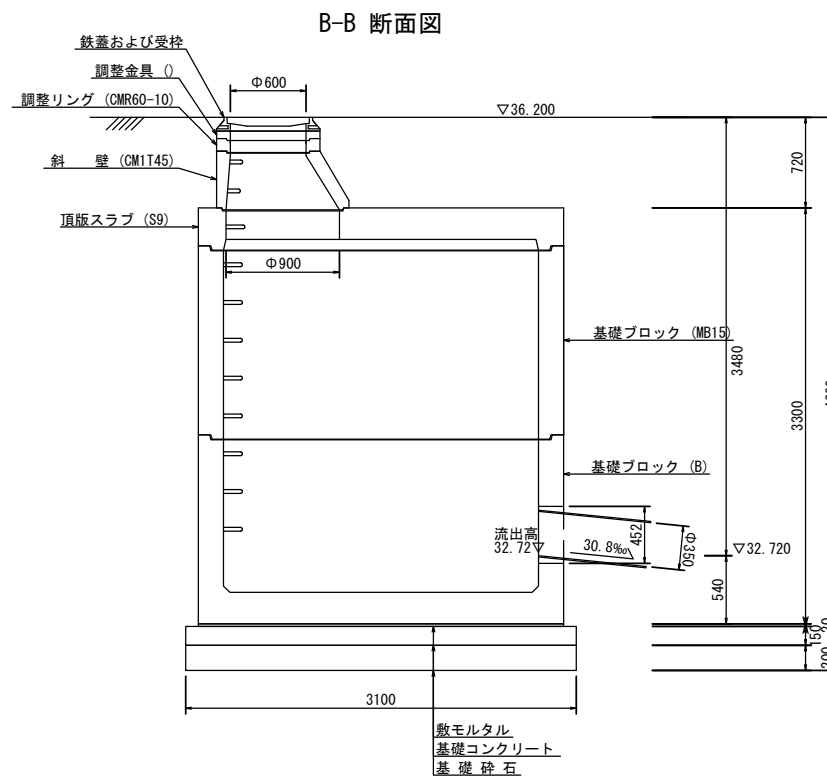 B-B 断面図
鉄蓋および受枠
調整金具 ()
調整リング (CMR60-10)
斜 壁 (CM1T45)
頂版スラブ (S9)
Φ600
▽36.200
720
Φ900
基礎ブロック (MB15)
3480
3300
基礎ブロック (B)
流出高
32.72▽
30.8‰
452
Φ350
▽32.720
540
150
3100
敷モルタル
基礎コンクリート
基 礎 砕 石